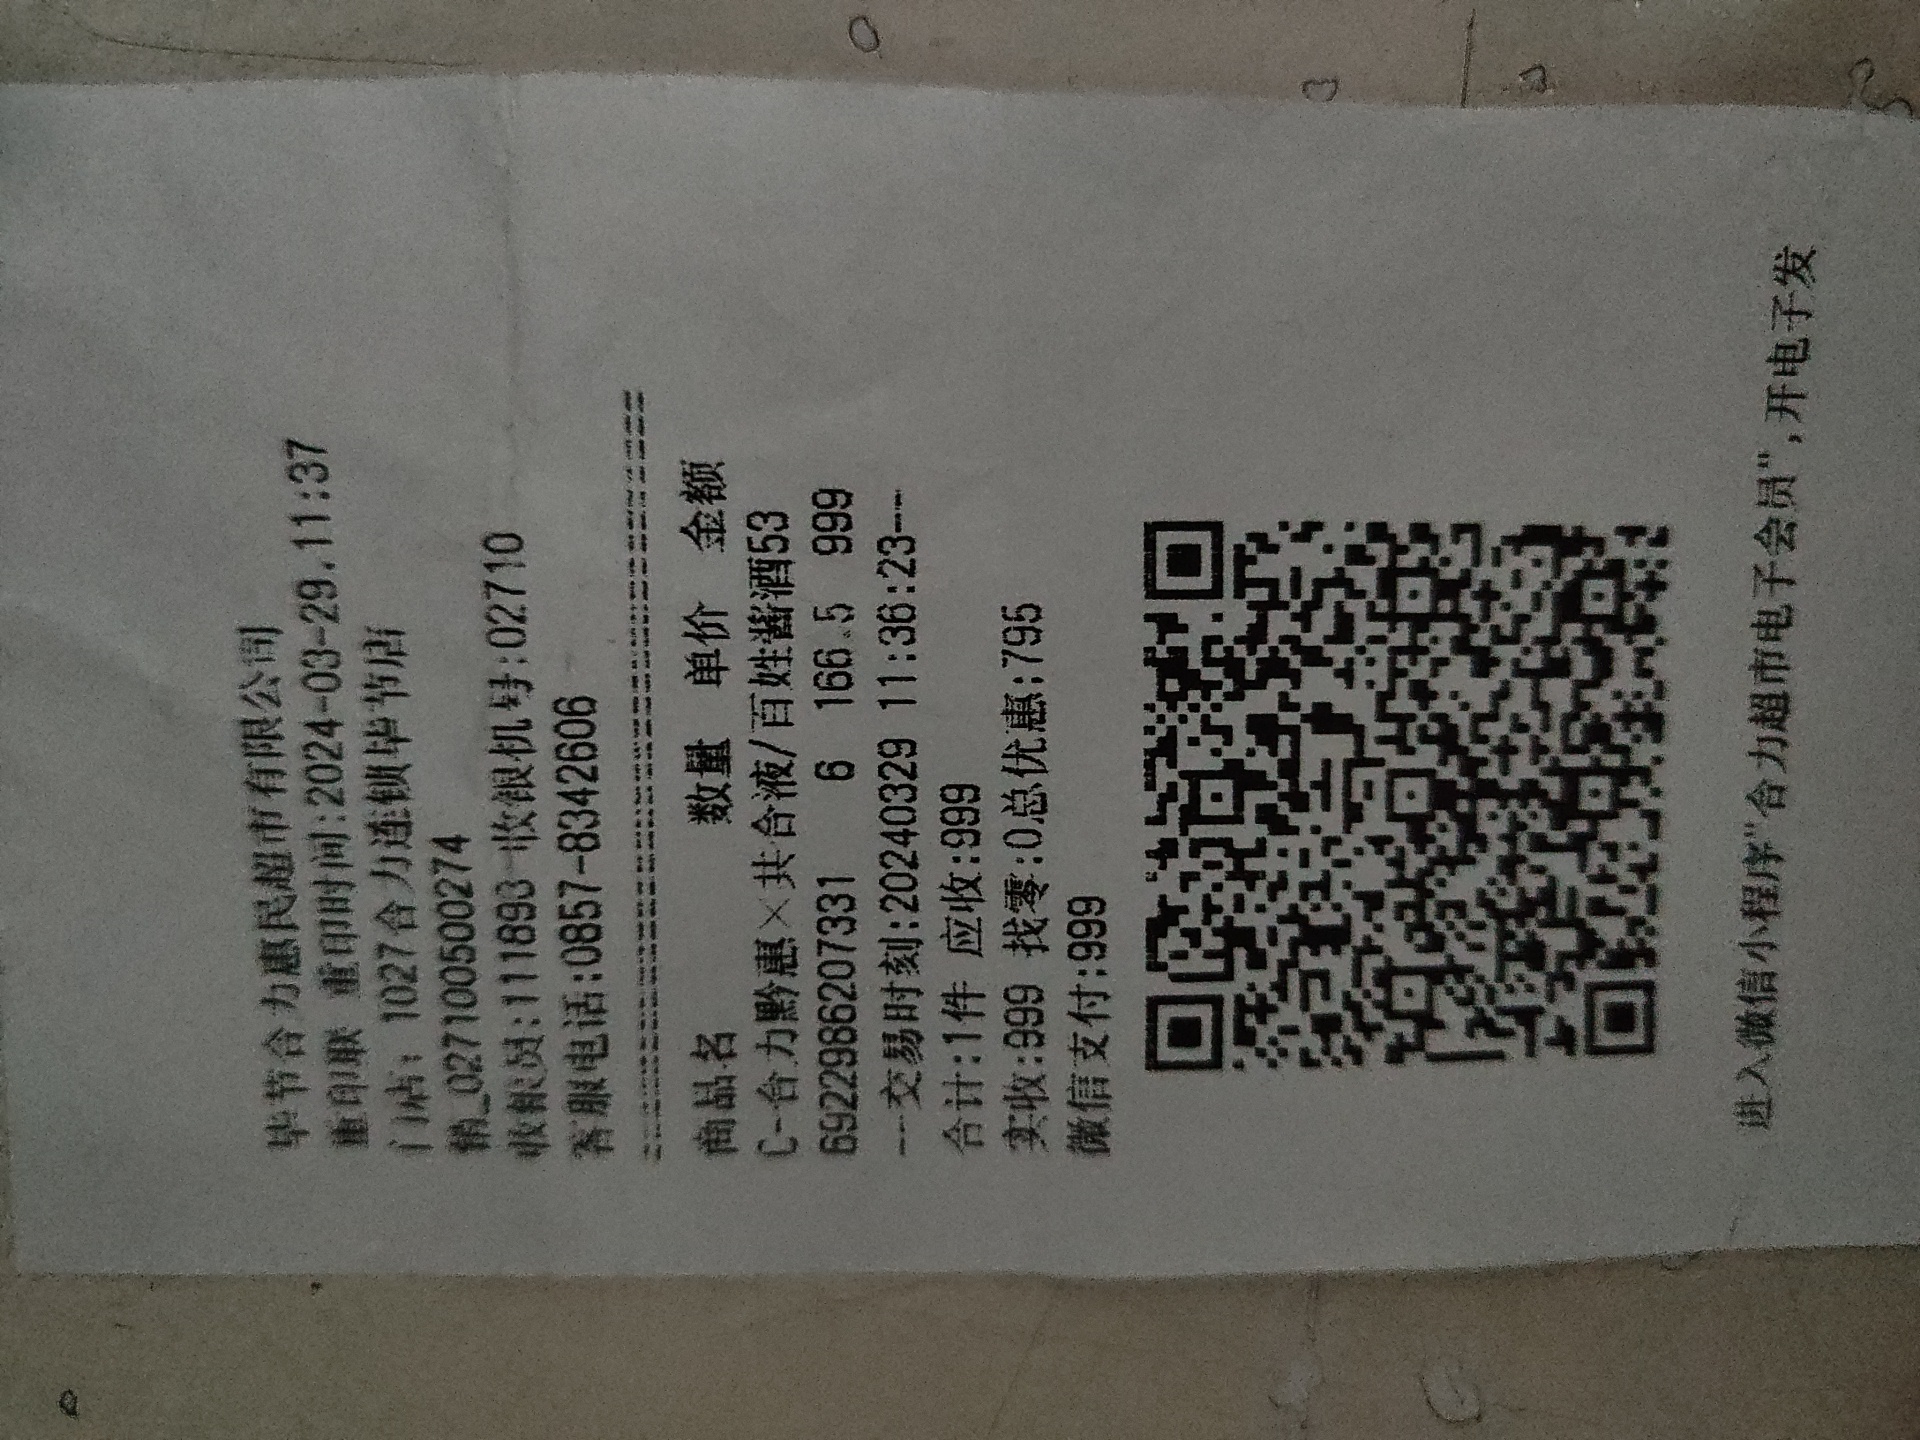 毕节合力惠民超市有限公司
重印联 重印时间:2024-03-29.11:37
门店: 1027合力连锁毕节店
销_027100500274
收银员:111893 收银机号:02710
客服电话:0857-8342606
商品名 数量 单价 金额
C-合力黔惠×共合液/百姓酱酒53
6922986207331 6 166.5 999
---交易时刻:20240329 11:36:23---
合计:1件 应收:999
实收:999 找零:0总优惠:795
微信支付:999
进入微信小程序"合力超市电子会员",开电子发